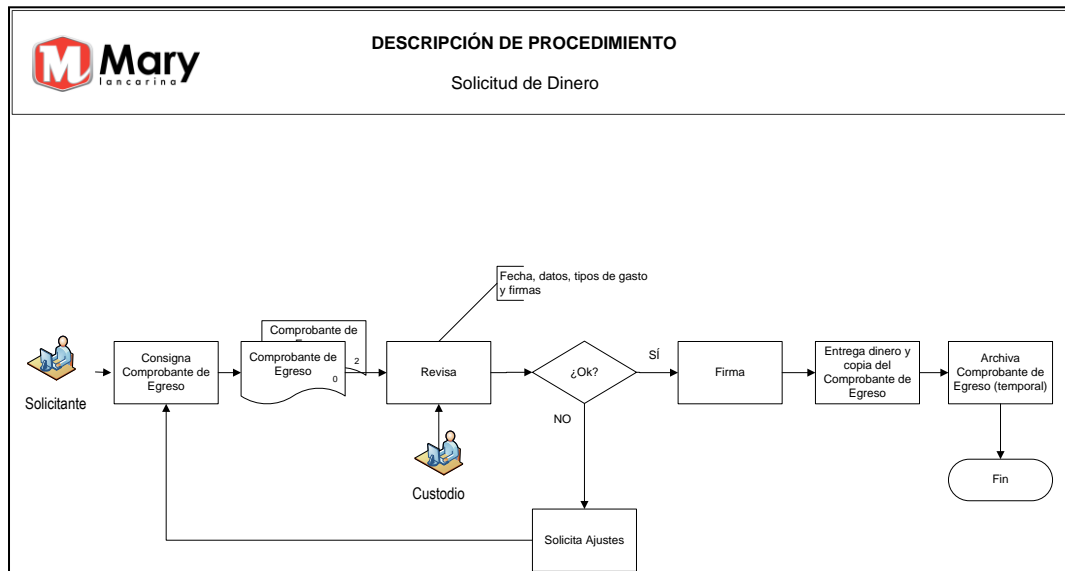 DESCRIPCIÓN DE PROCEDIMIENTO
Mary
lancarina
Solicitud de Dinero
Fecha, datos, tipos de gasto
y firmas
Comprobante de
2
Solicitante
Consigna
Comprobante de
Egreso
Comprobante de
Egreso
0
Revisa
¿Ok?
SÍ
NO
Firma
Entrega dinero y
copia del
Comprobante de
Egreso
Archiva
Comprobante de
Egreso (temporal)
Custodio
Fin
Solicita Ajustes